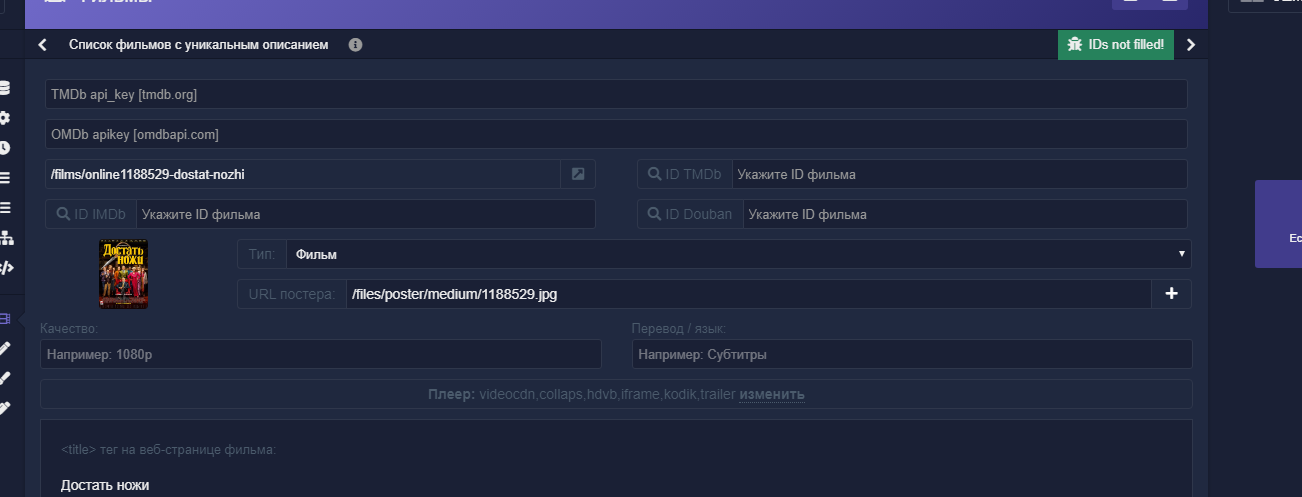 Список фильмов с уникальным описанием
IDs not filled!
TMDb api_key [tmdb.org]
OMDb apikey [omdbapi.com]
/films/online1188529-dostat-nozhi
ID TMDb Укажите ID фильма
ID IMDb Укажите ID фильма
ID Douban Укажите ID фильма
Достать
ножи
Тип: Фильм
URL постера: /files/poster/medium/1188529.jpg
Качество:
Например: 1080p
Перевод / язык:
Например: Субтитры
Плеер: videocdn,collaps,hdvb,iframe,kodik,trailer изменить
<title> тег на веб-странице фильма:
Достать ножи
Ес